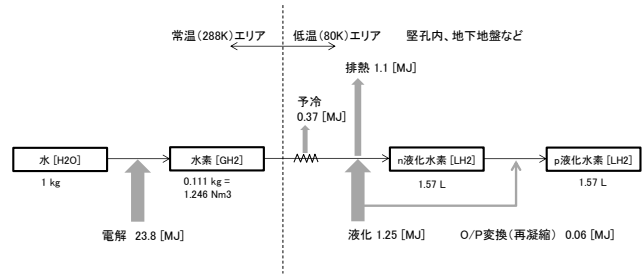 常温(288K)エリア
低温(80K)エリア
堅孔内、地下地盤など
排熱 1.1 [MJ]
予冷
0.37 [MJ]
水 [H2O]
水素 [GH2]
n液化水素 [LH2]
p液化水素 [LH2]
1 kg
0.111 kg =
1.246 Nm3
1.57 L
1.57 L
電解 23.8 [MJ]
液化 1.25 [MJ]
O/P変換(再凝縮) 0.06 [MJ]